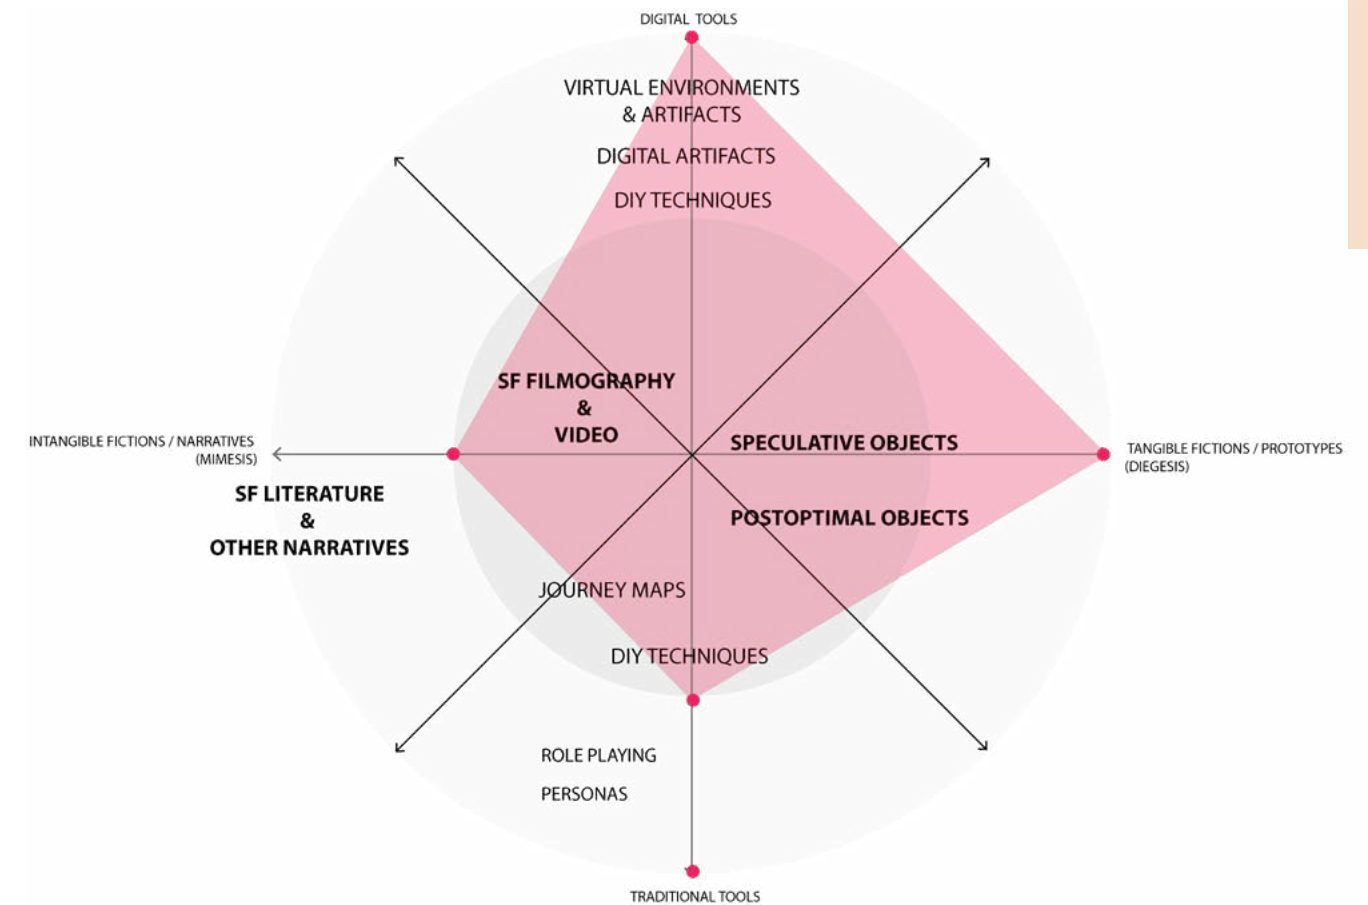 DIGITAL TOOLS
VIRTUAL ENVIRONMENTS
& ARTIFACTS
DIGITAL ARTIFACTS
DIY TECHNIQUES
SF FILMOGRAPHY
&
VIDEO
INTANGIBLE FICTIONS / NARRATIVES
(MIMESIS)
SPECULATIVE OBJECTS
TANGIBLE FICTIONS / PROTOTYPES
(DIEGESIS)
SF LITERATURE
&
OTHER NARRATIVES
POSTOPTIMAL OBJECTS
JOURNEY MAPS
DIY TECHNIQUES
ROLE PLAYING
PERSONAS
TRADITIONAL TOOLS